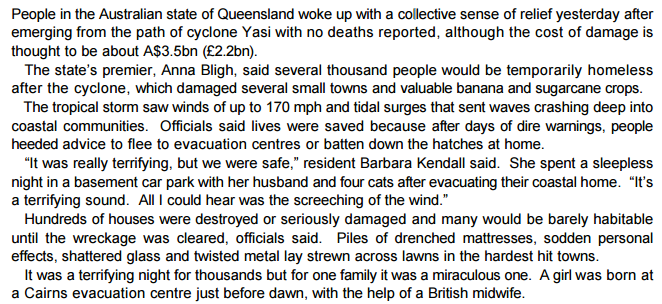 People in the Australian state of Queensland woke up with a collective sense of relief yesterday after
emerging from the path of cyclone Yasi with no deaths reported, although the cost of damage is
thought to be about A$3.5bn (£2.2bn).
The state's premier, Anna Bligh, said several thousand people would be temporarily homeless
after the cyclone, which damaged several small towns and valuable banana and sugarcane crops.
The tropical storm saw winds of up to 170 mph and tidal surges that sent waves crashing deep into
coastal communities. Officials said lives were saved because after days of dire warnings, people
heeded advice to flee to evacuation centres or batten down the hatches at home.
“It was really terrifying, but we were safe,” resident Barbara Kendall said. She spent a sleepless
night in a basement car park with her husband and four cats after evacuating their coastal home. “It's
a terrifying sound. All I could hear was the screeching of the wind.”
Hundreds of houses were destroyed or seriously damaged and many would be barely habitable
until the wreckage was cleared, officials said. Piles of drenched mattresses, sodden personal
effects, shattered glass and twisted metal lay strewn across lawns in the hardest hit towns.
It was a terrifying night for thousands but for one family it was a miraculous one. A girl was born at
a Cairns evacuation centre just before dawn, with the help of a British midwife.